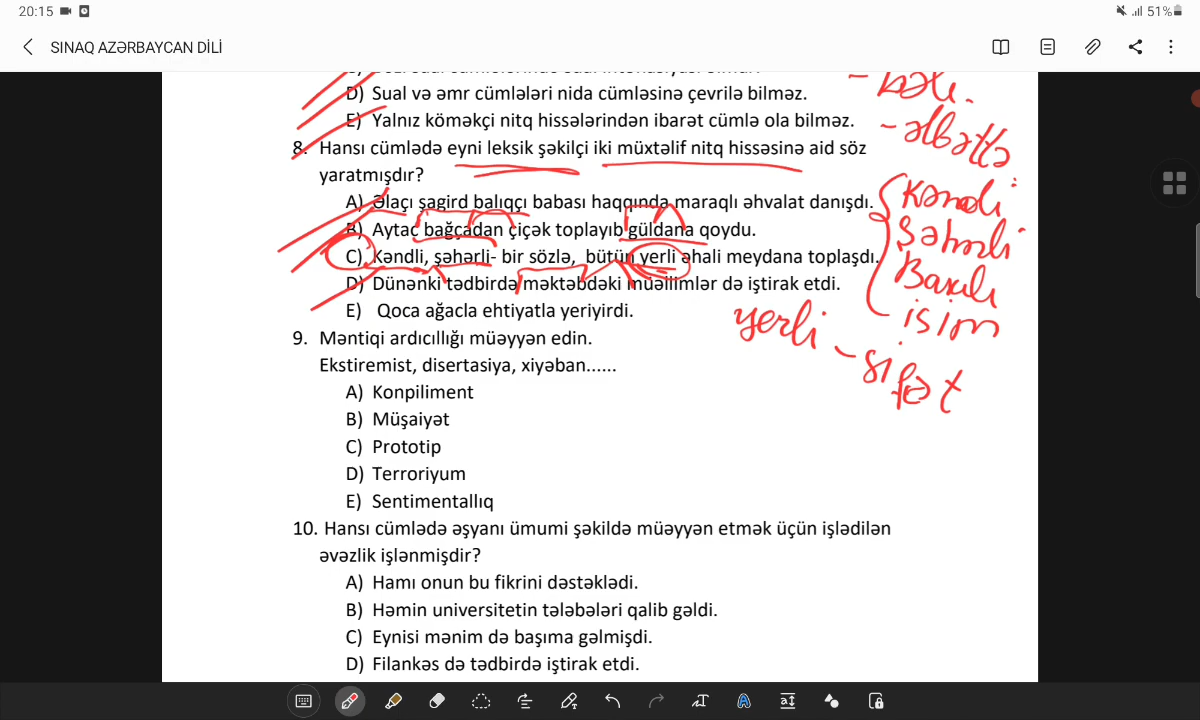 20:15
51%
SINAQ AZƏRBAYCAN DİLİ
D) Sual və əmr cümlələri nida cümləsinə çevrilə bilməz.
- bəli.
E) Yalnız köməkçi nitq hissələrindən ibarət cümlə ola bilməz.
- əlbəttə
8. Hansı cümlədə eyni leksik şəkilçi iki müxtəlif nitq hissəsinə aid söz
yaratmışdır?
A) Əlaçı şagird balıqçı babası haqqında maraqlı əhvalat danışdı.
Kəndli
B) Aytac bağçadan çiçək toplayıb güldana qoydu.
Şəhərli
C) Kəndli, şəhərli- bir sözlə, bütün yerli əhali meydana toplaşdı.
Bakılı
D) Dünənki tədbirdə məktəbdəki müəllimlər də iştirak etdi.
isim
E) Qoca ağacla ehtiyatla yeriyirdi.
yerli - sifət
9. Məntiqi ardıcıllığı müəyyən edin.
Ekstiremist, disertasiya, xiyəban......
A) Konpiliment
B) Müşaiyət
C) Prototip
D) Terroriyum
E) Sentimentallıq
10. Hansı cümlədə əşyanı ümumi şəkildə müəyyən etmək üçün işlədilən
əvəzlik işlənmişdir?
A) Hamı onun bu fikrini dəstəklədi.
B) Həmin universitetin tələbələri qalib gəldi.
C) Eynisi mənim də başıma gəlmişdi.
D) Filankəs də tədbirdə iştirak etdi.